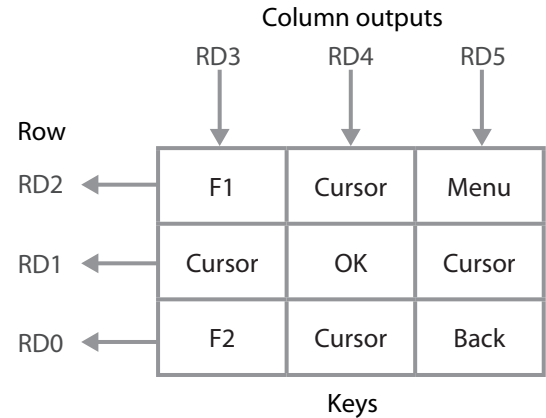 Column outputs
RD3 RD4 RD5
Row
RD2 F1 Cursor Menu
RD1 Cursor OK Cursor
RD0 F2 Cursor Back
Keys